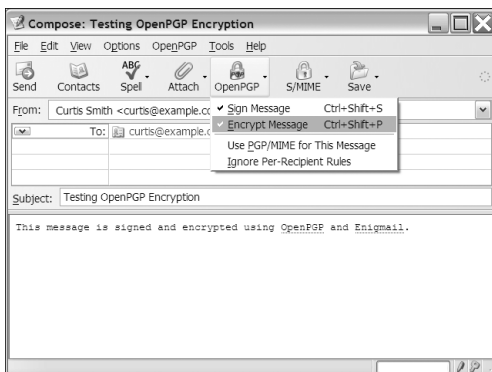 Compose: Testing OpenPGP Encryption
File Edit View Options OpenPGP Tools Help
Send Contacts Spell Attach OpenPGP S/MIME Save
ABC
From: Curtis Smith <curtis@example.co
Sign Message Ctrl+Shift+S
To: curtis@example.c
Encrypt Message Ctrl+Shift+P
Use PGP/MIME for This Message
Ignore Per-Recipient Rules
Subject: Testing OpenPGP Encryption
This message is signed and encrypted using OpenPGP and Enigmail.